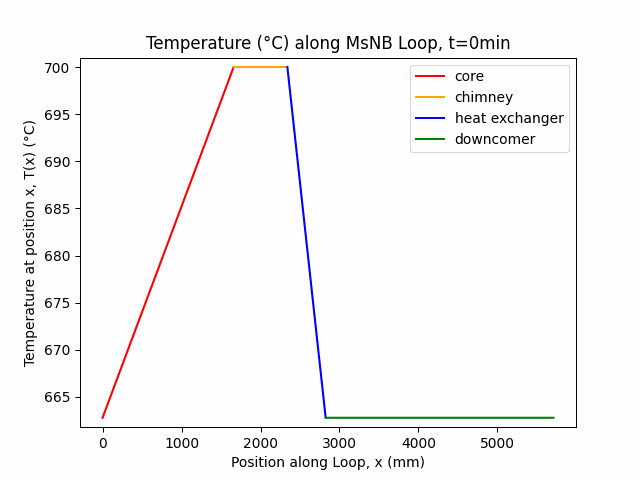 Temperature (°C) along MsNB Loop, t=0min
Temperature at position x, T(x) (°C)
700
695
690
685
680
675
670
665
core
chimney
heat exchanger
downcomer
0 1000 2000 3000 4000 5000
Position along Loop, x (mm)